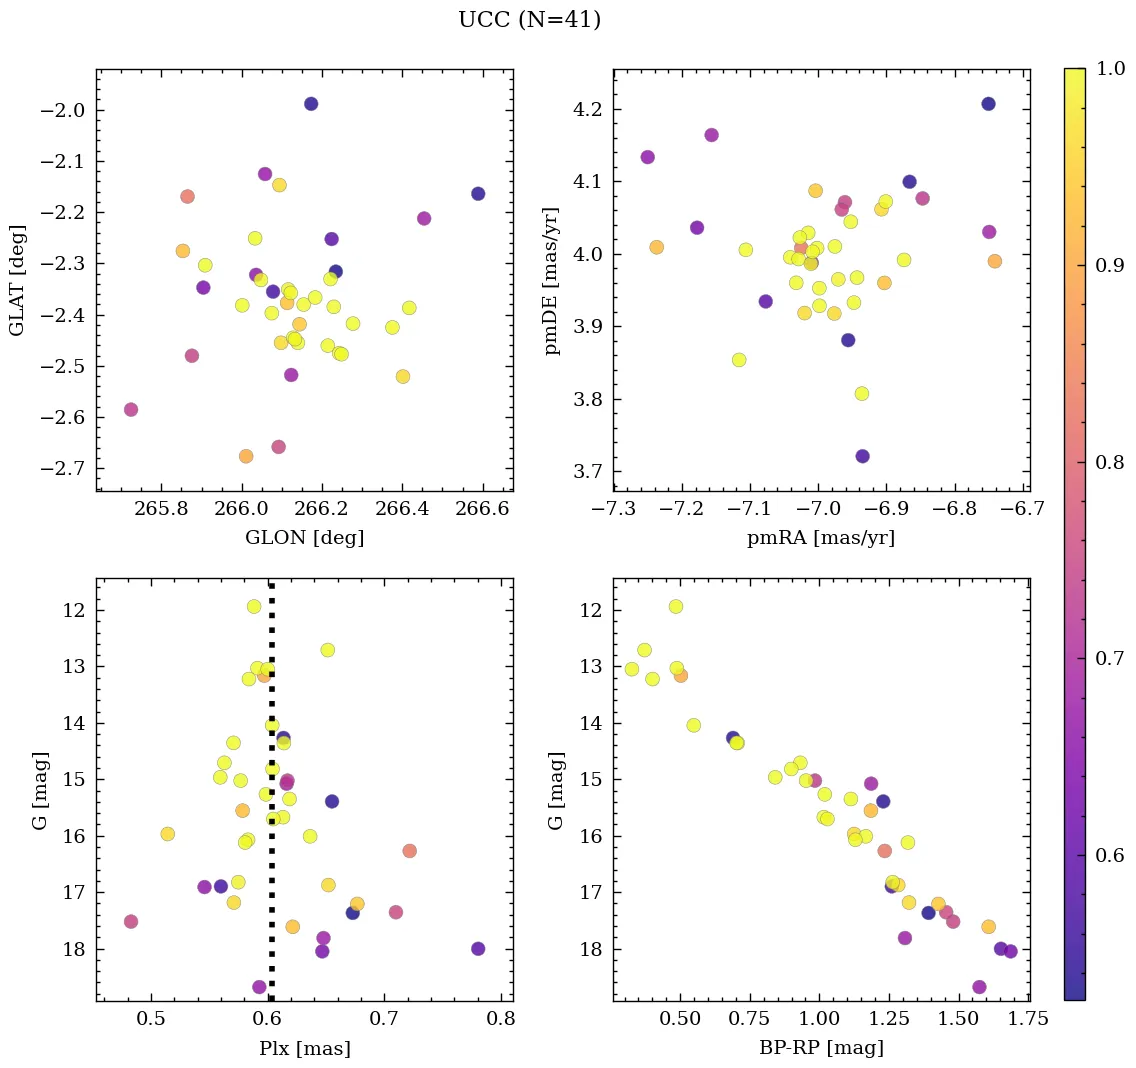 UCC (N=41)
−2.0
−2.1
−2.2
−2.3
−2.4
−2.5
−2.6
−2.7
GLAT [deg]
265.8 266.0 266.2 266.4 266.6
GLON [deg]
4.2
4.1
4.0
3.9
3.8
3.7
pmDE [mas/yr]
−7.3 −7.2 −7.1 −7.0 −6.9 −6.8 −6.7
pmRA [mas/yr]
12
13
14
15
16
17
18
G [mag]
0.5 0.6 0.7 0.8
Plx [mas]
12
13
14
15
16
17
18
G [mag]
0.50 0.75 1.00 1.25 1.50 1.75
BP-RP [mag]
1.0
0.9
0.8
0.7
0.6